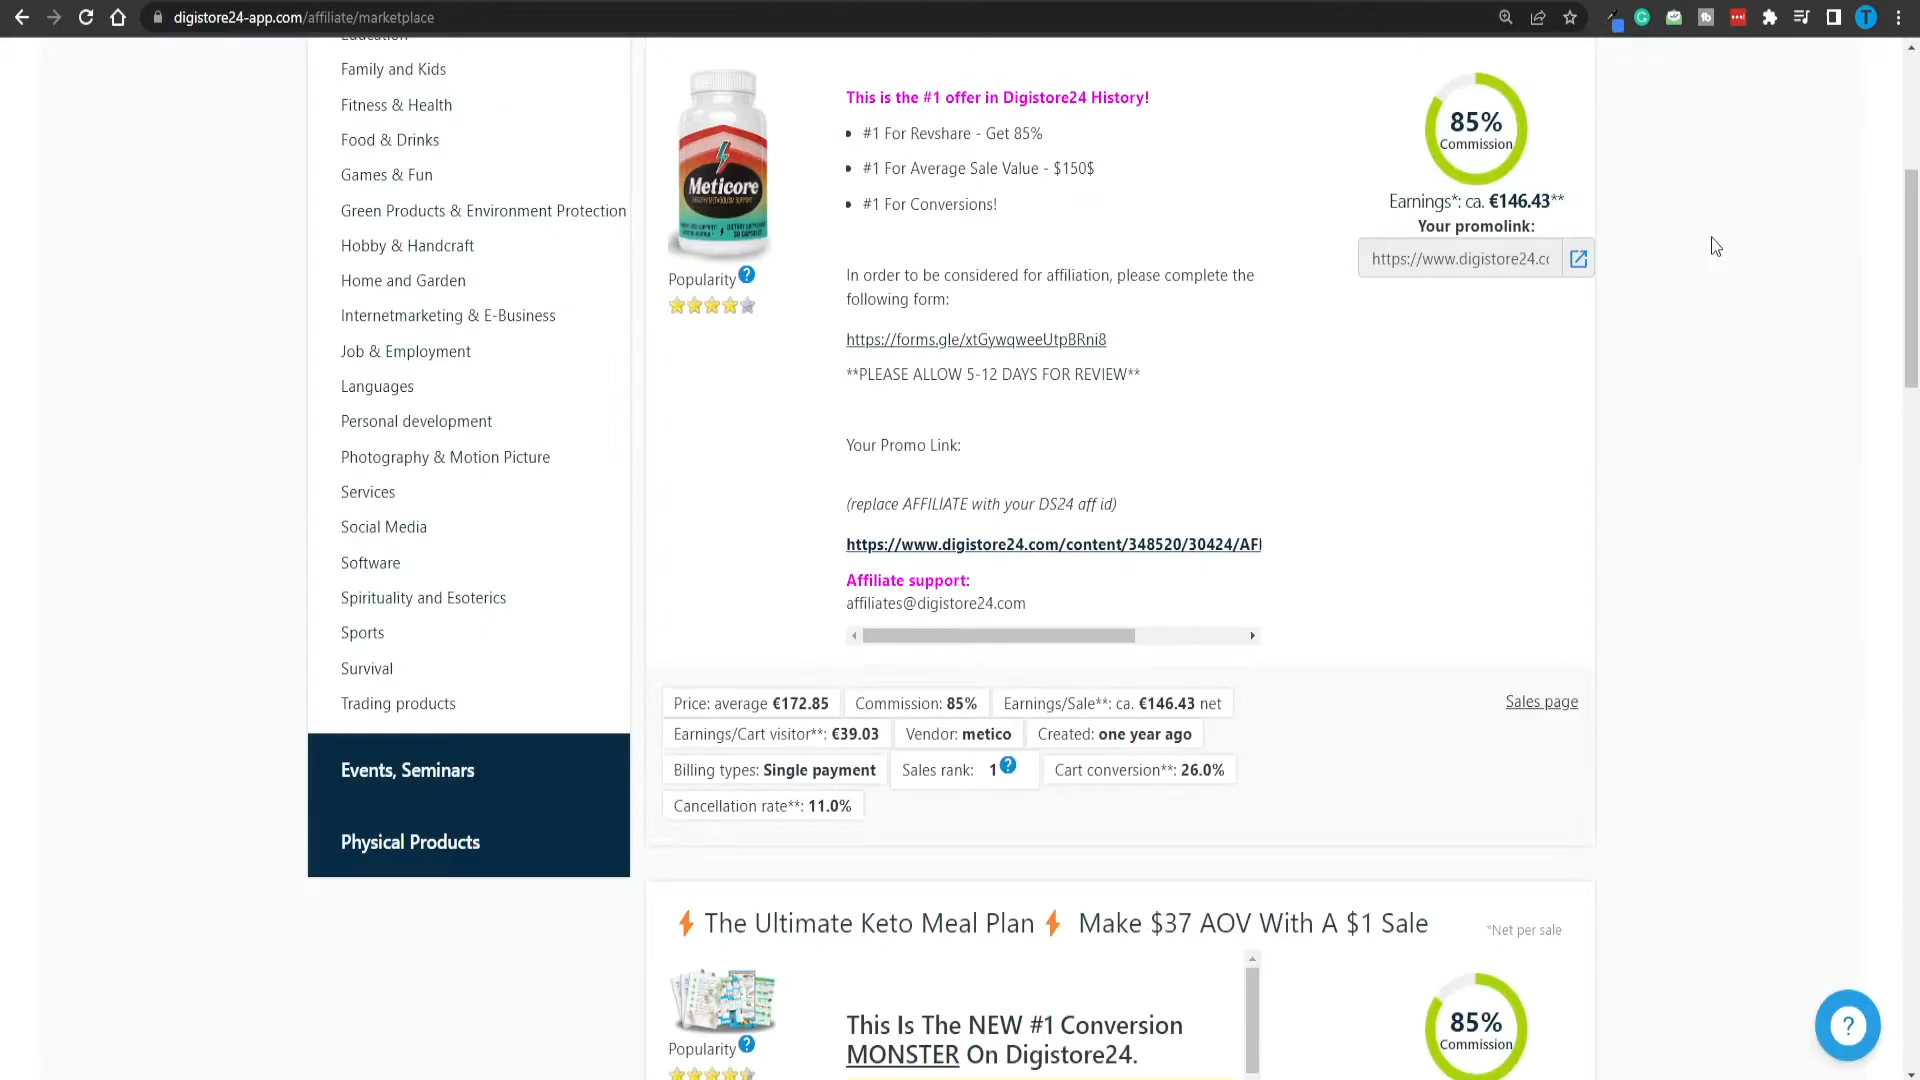 digistore24-app.com/affiliate/marketplace
Education
Family and Kids
Fitness & Health
Food & Drinks
Games & Fun
Green Products & Environment Protection
Hobby & Handcraft
Home and Garden
Internetmarketing & E-Business
Job & Employment
Languages
Personal development
Photography & Motion Picture
Services
Social Media
Software
Spirituality and Esoterics
Sports
Survival
Trading products
Events, Seminars
Physical Products
Meticore
Popularity
This is the #1 offer in Digistore24 History!
#1 For Revshare - Get 85%
#1 For Average Sale Value - $150$
#1 For Conversions!
In order to be considered for affiliation, please complete the
following form:
https://forms.gle/xtGywqweeUtpBRni8
**PLEASE ALLOW 5-12 DAYS FOR REVIEW**
Your Promo Link:
(replace AFFILIATE with your DS24 aff id)
https://www.digistore24.com/content/348520/30424/AF
Affiliate support:
affiliates@digistore24.com
85%
Commission
Earnings*: ca. €146.43**
Your promolink:
https://www.digistore24.co
Price: average €172.85
Commission: 85%
Earnings/Sale**: ca. €146.43 net
Sales page
Earnings/Cart visitor**: €39.03
Vendor: metico
Created: one year ago
Billing types: Single payment
Sales rank: 1
Cart conversion**: 26.0%
Cancellation rate**: 11.0%
The Ultimate Keto Meal Plan Make $37 AOV With A $1 Sale
*Net per sale
Popularity
This Is The NEW #1 Conversion
MONSTER On Digistore24.
85%
Commission